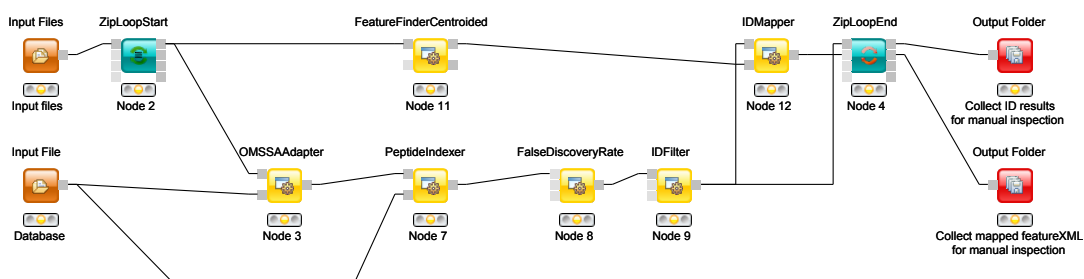 Input Files
ZipLoopStart
FeatureFinderCentroided
IDMapper
ZipLoopEnd
Output Folder
Input files
Node 2
Node 11
Node 12
Node 4
Collect ID results
for manual inspection
Input File
OMSSAAdapter
PeptideIndexer
FalseDiscoveryRate
IDFilter
Output Folder
Database
Node 3
Node 7
Node 8
Node 9
Collect mapped featureXML
for manual inspection